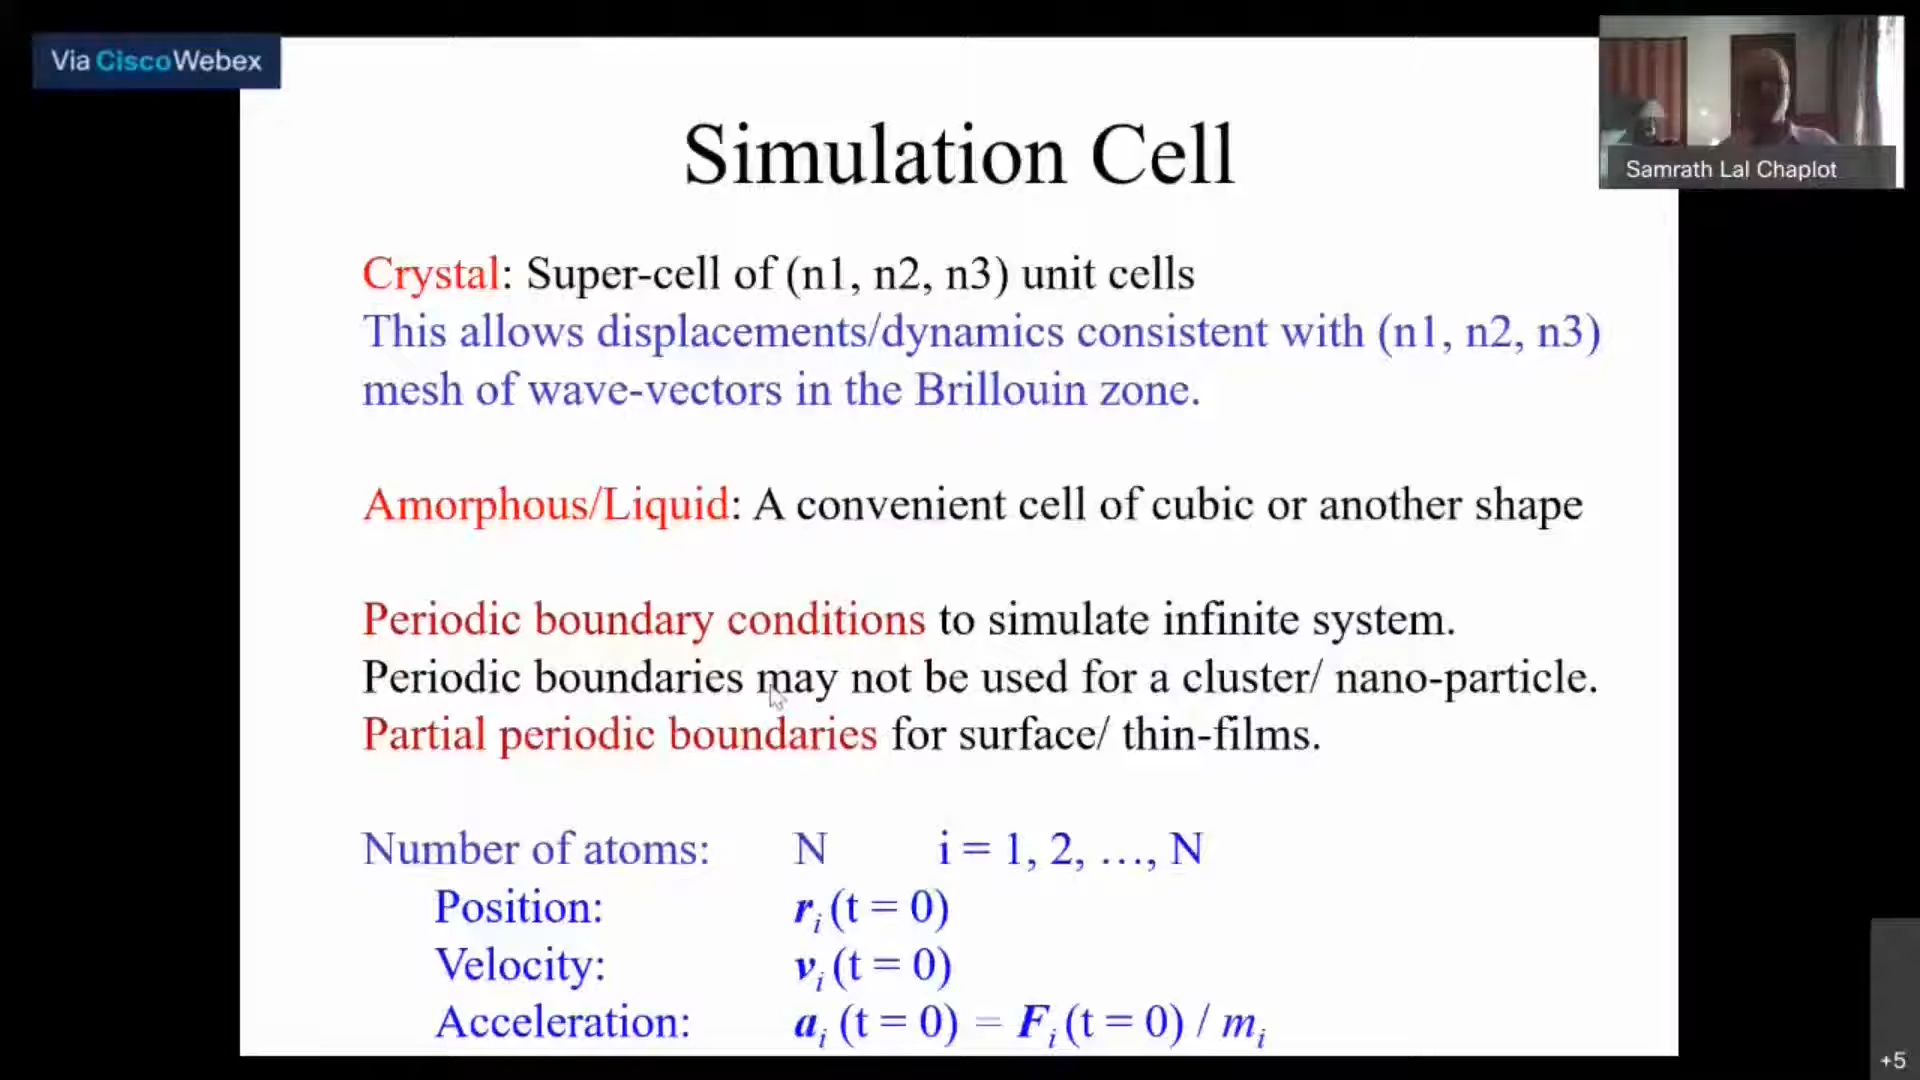 Via CiscoWebex
Samrath Lal Chaplot
Simulation Cell
Crystal: Super-cell of (n1, n2, n3) unit cells
This allows displacements/dynamics consistent with (n1, n2, n3)
mesh of wave-vectors in the Brillouin zone.
Amorphous/Liquid: A convenient cell of cubic or another shape
Periodic boundary conditions to simulate infinite system.
Periodic boundaries may not be used for a cluster/ nano-particle.
Partial periodic boundaries for surface/ thin-films.
Number of atoms: N i = 1, 2, …, N
Position: rᵢ (t = 0)
Velocity: vᵢ (t = 0)
Acceleration: aᵢ (t = 0) = Fᵢ (t = 0) / mᵢ
+5